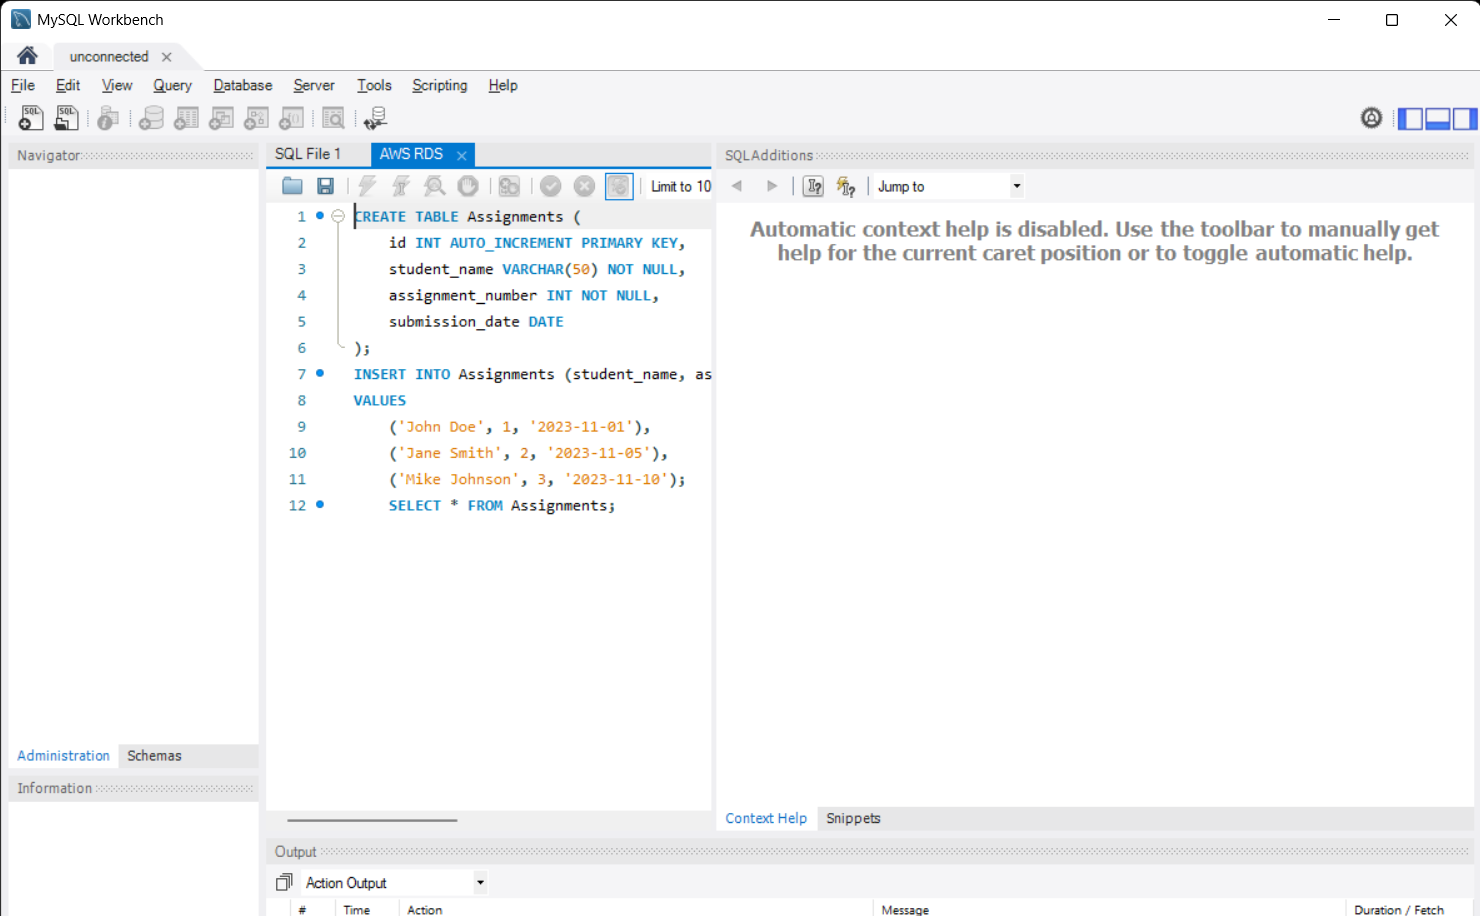 MySQL Workbench
unconnected
File Edit View Query Database Server Tools Scripting Help
Navigator
SQL File 1 AWS RDS
SQLAdditions
Limit to 10
Jump to
1 CREATE TABLE Assignments (
2 id INT AUTO_INCREMENT PRIMARY KEY,
3 student_name VARCHAR(50) NOT NULL,
4 assignment_number INT NOT NULL,
5 submission_date DATE
6 );
7 INSERT INTO Assignments (student_name, as
8 VALUES
9 ('John Doe', 1, '2023-11-01'),
10 ('Jane Smith', 2, '2023-11-05'),
11 ('Mike Johnson', 3, '2023-11-10');
12 SELECT * FROM Assignments;
Automatic context help is disabled. Use the toolbar to manually get
help for the current caret position or to toggle automatic help.
Administration Schemas
Information
Context Help Snippets
Output
Action Output
# Time Action Message Duration / Fetch